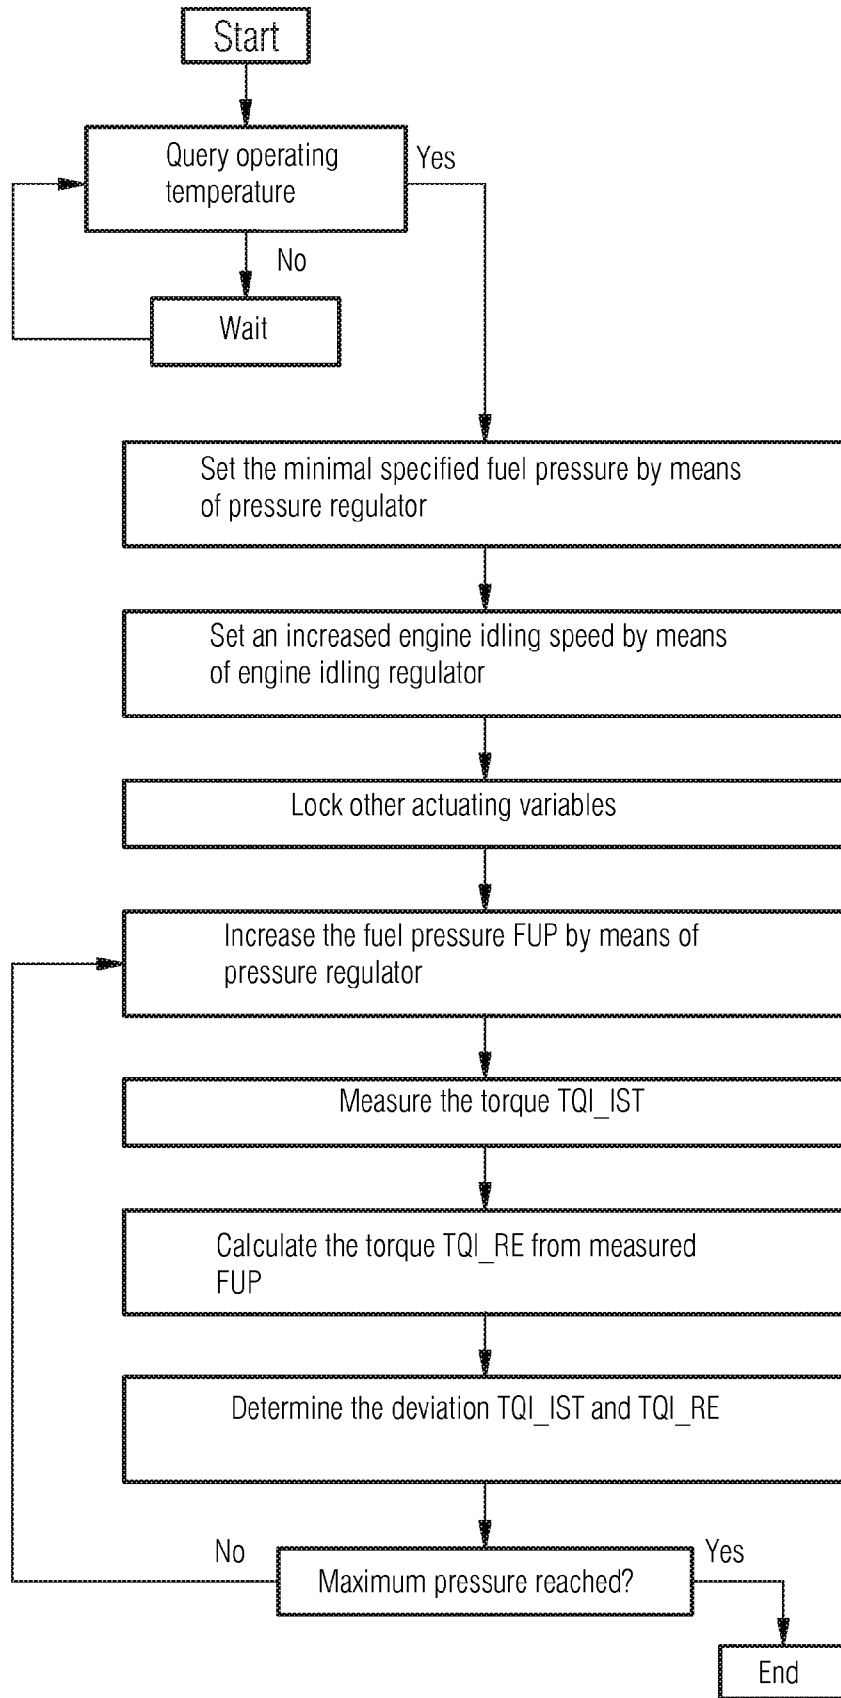 Start
Query operating
temperature
Yes
No
Wait
Set the minimal specified fuel pressure by means
of pressure regulator
Set an increased engine idling speed by means
of engine idling regulator
Lock other actuating variables
Increase the fuel pressure FUP by means of
pressure regulator
Measure the torque TQI_IST
Calculate the torque TQI_RE from measured
FUP
Determine the deviation TQI_IST and TQI_RE
No
Yes
Maximum pressure reached?
End